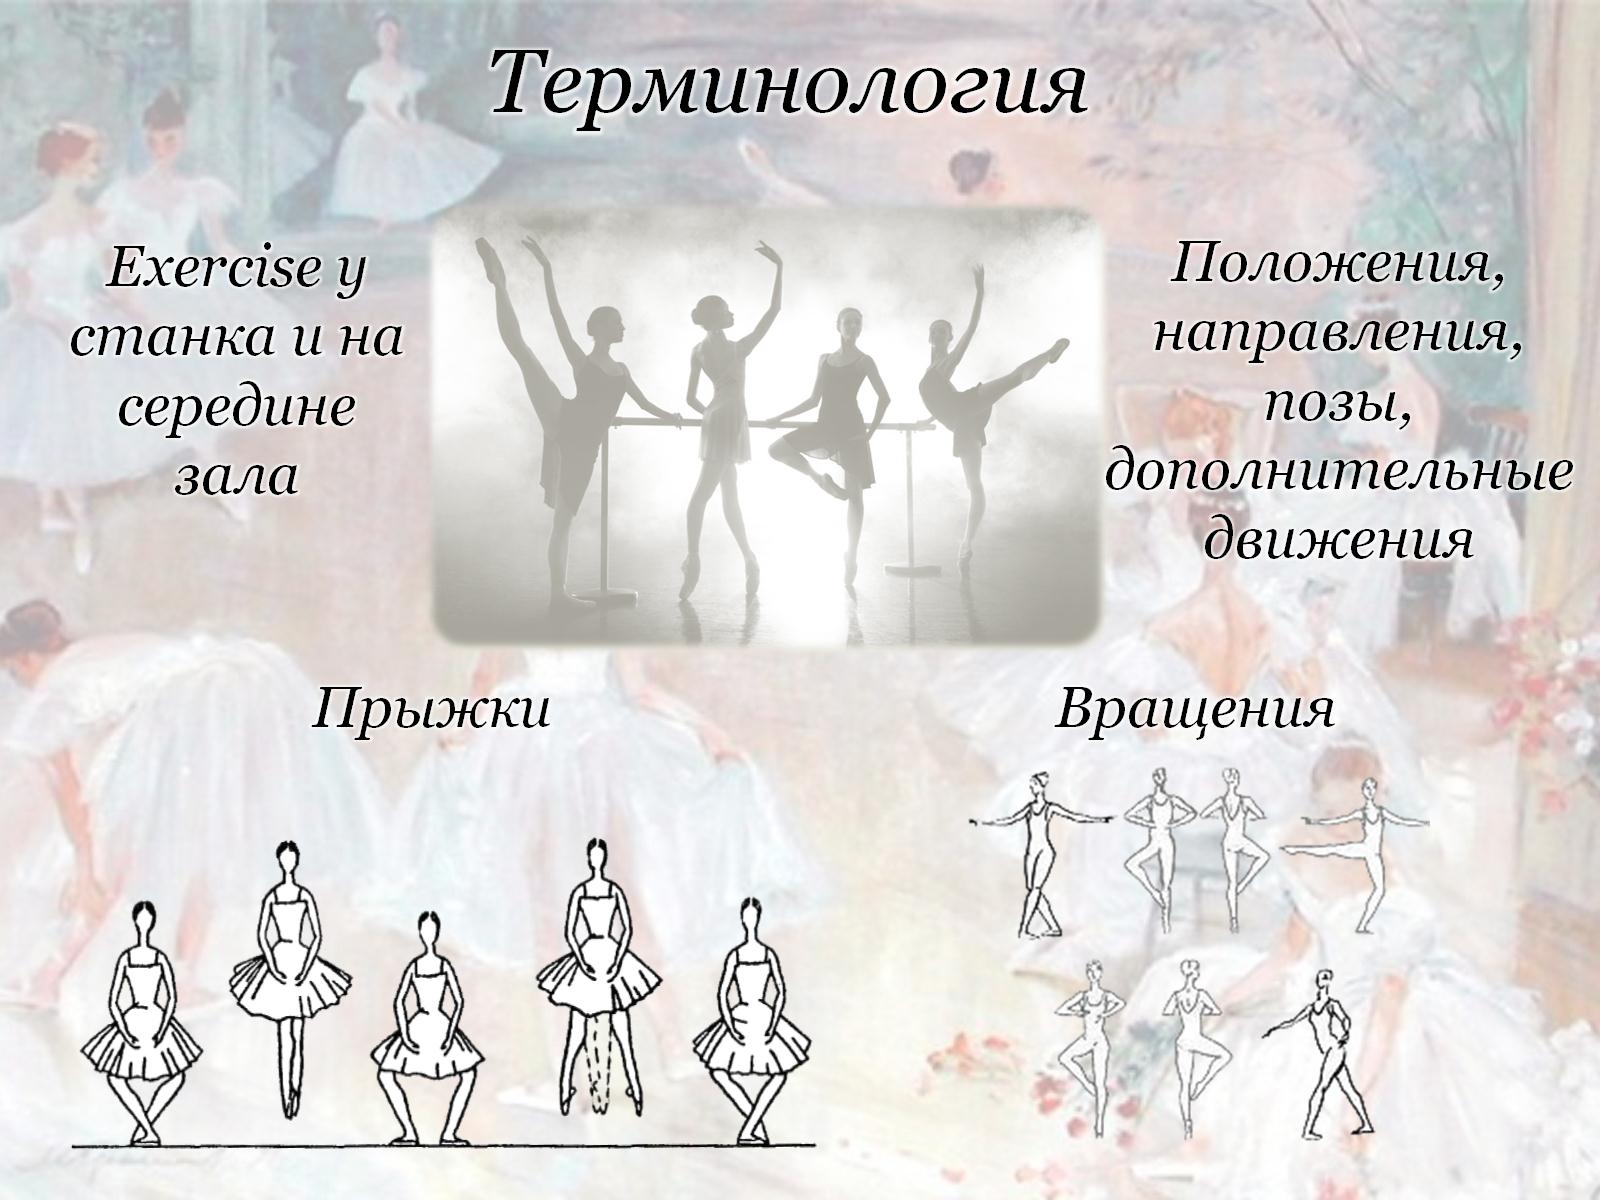 Терминология
Exercise у
станка и на
середине
зала
Положения,
направления,
позы,
дополнительные
движения
Прыжки
Вращения